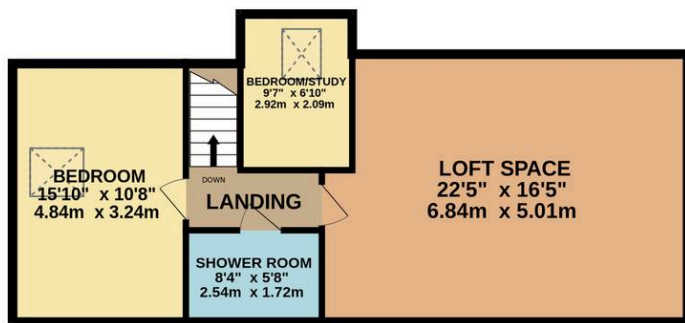 BEDROOM/STUDY
9'7" x 6'10"
2.92m x 2.09m
BEDROOM
15'10" x 10'8"
4.84m x 3.24m
DOWN
LANDING
LOFT SPACE
22'5" x 16'5"
6.84m x 5.01m
SHOWER ROOM
8'4" x 5'8"
2.54m x 1.72m